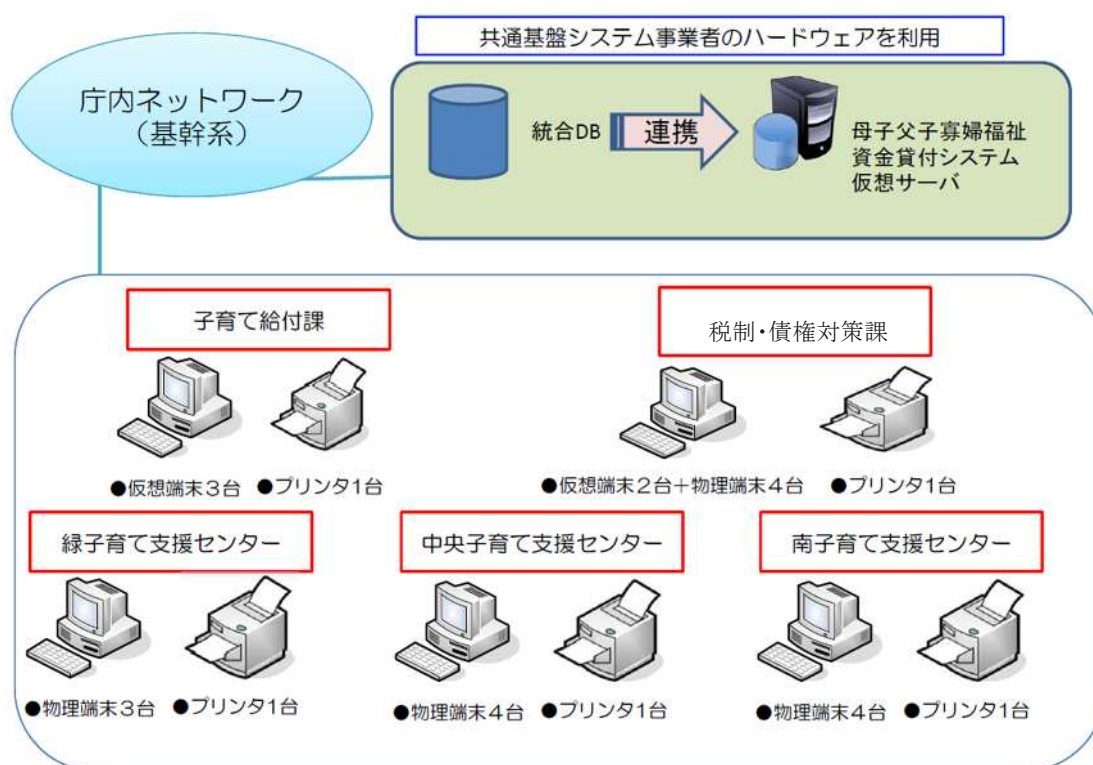 共通基盤システム事業者のハードウェアを利用
庁内ネットワーク
（基幹系）
統合DB
連携
母子父子寡婦福祉
資金貸付システム
仮想サーバ
子育て給付課
税制・債権対策課
●仮想端末３台 ●プリンタ1台
●仮想端末２台＋物理端末４台 ●プリンタ1台
緑子育て支援センター
中央子育て支援センター
南子育て支援センター
●物理端末３台 ●プリンタ1台
●物理端末４台 ●プリンタ1台
●物理端末４台 ●プリンタ1台